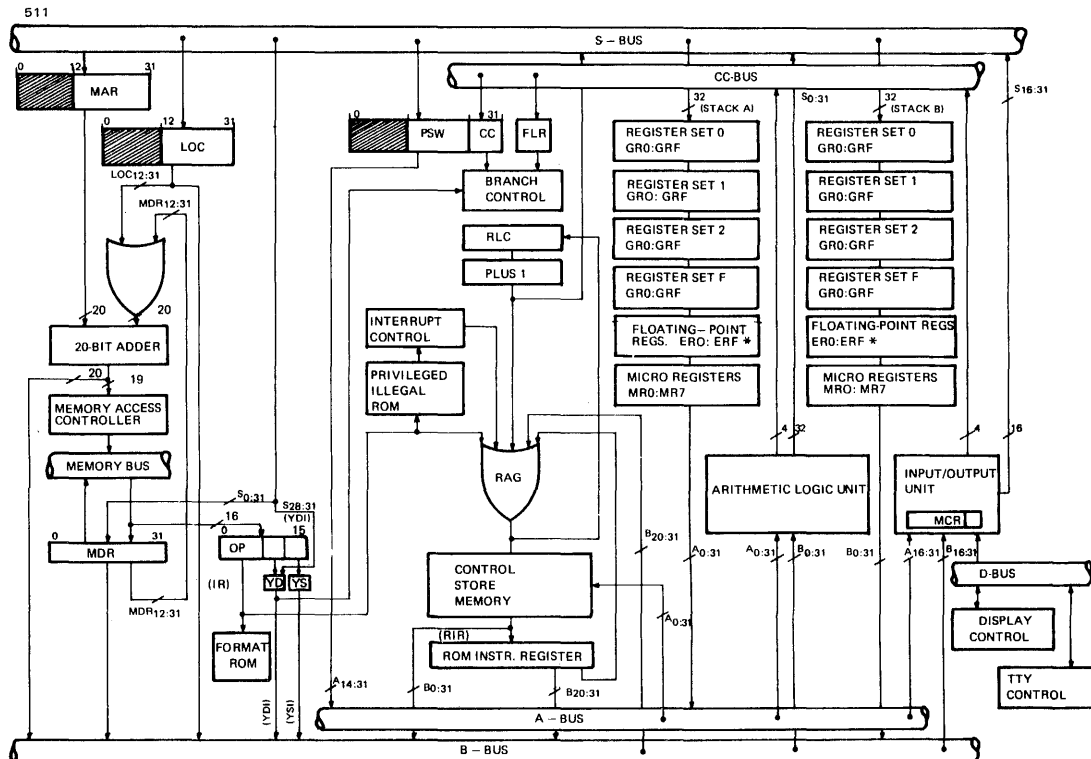 511
S – BUS
0 12 31
MAR
CC-BUS
0 12 31
LOC
0 31
PSW CC
FLR
32
(STACK A)
S0:31
32
(STACK B)
S16:31
REGISTER SET 0
GR0:GRF
REGISTER SET 0
GR0:GRF
LOC12:31
MDR12:31
BRANCH
CONTROL
REGISTER SET 1
GRO: GRF
REGISTER SET 1
GR0:GRF
RLC
REGISTER SET 2
GR0:GRF
REGISTER SET 2
GR0:GRF
PLUS 1
REGISTER SET F
GR0:GRF
REGISTER SET F
GR0:GRF
20 20
INTERRUPT
CONTROL
FLOATING– POINT
REGS. ERO: ERF *
FLOATING-POINT REGS
ER0:ERF *
20-BIT ADDER
20 19
PRIVILEGED
ILLEGAL
ROM
MICRO REGISTERS
MR0:MR7
MICRO REGISTERS
MRO: MR7
MEMORY ACCESS
CONTROLLER
4 32
4 16
MEMORY BUS
RAG
ARITHMETIC LOGIC UNIT
INPUT/OUTPUT
UNIT
MCR
S0:31
S28:31
(YDI)
16
0 15
0 31
MDR
OP
YD YS
(IR)
MDR12:31
CONTROL
STORE
MEMORY
B20:31
A0:31
A0:31
B0:31
B0:31
A16:31
B16:31
D-BUS
A0:31
DISPLAY
CONTROL
FORMAT
ROM
(RIR)
ROM INSTR. REGISTER
TTY
CONTROL
A14:31
B0:31
B20:31
(YDI)
(YSI)
A – BUS
B – BUS